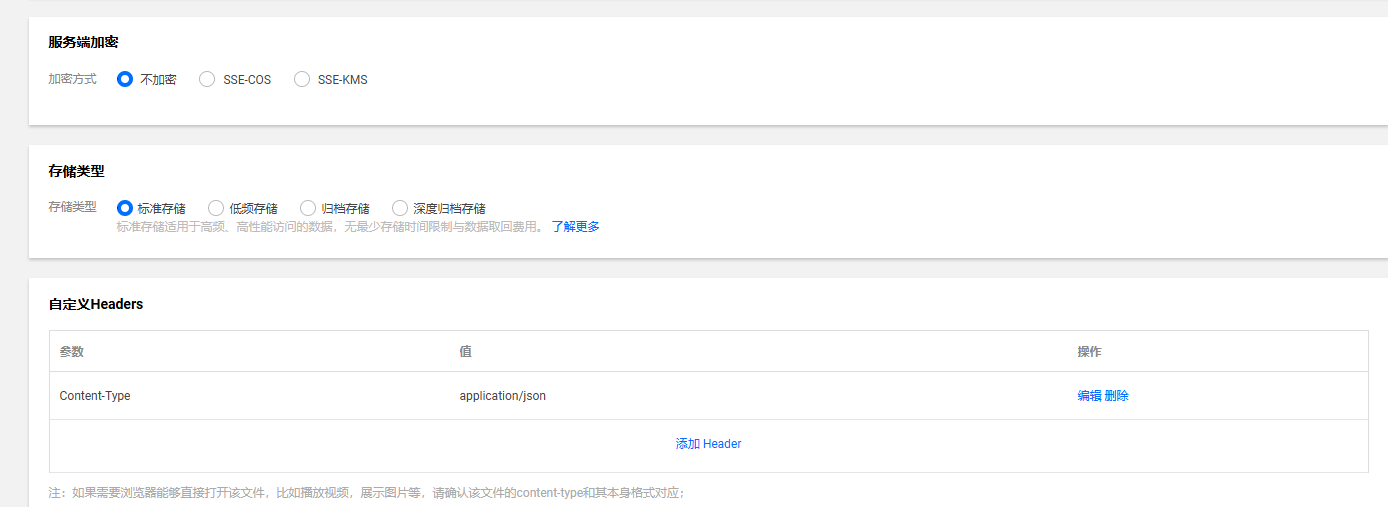 服务端加密
加密方式 不加密 SSE-COS SSE-KMS
存储类型
存储类型 标准存储 低频存储 归档存储 深度归档存储
标准存储适用于高频、高性能访问的数据，无最少存储时间限制与数据取回费用。 了解更多
自定义Headers
参数 值 操作
Content-Type application/json 编辑 删除
添加 Header
注：如果需要浏览器能够直接打开该文件，比如播放视频，展示图片等，请确认该文件的content-type和其本身格式对应；